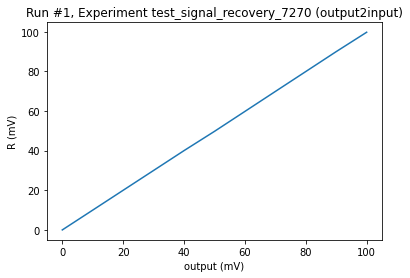 Run #1, Experiment test_signal_recovery_7270 (output2input)
100
80
60
40
20
0
R (mV)
0 20 40 60 80 100
output (mV)